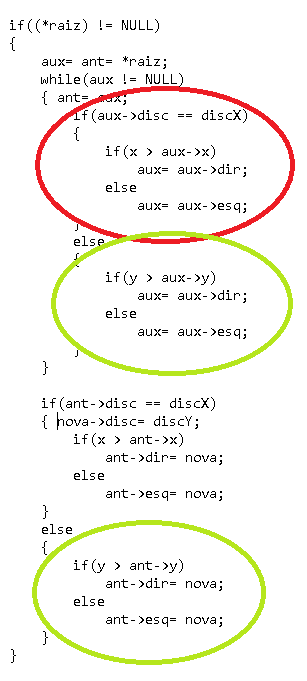 if((*raiz) != NULL)
{
aux= ant= *raiz;
while(aux != NULL)
{ ant= aux;
if(aux->disc == discX)
{
if(x > aux->x)
aux= aux->dir;
else
aux= aux->esq;
}
else
{
if(y > aux->y)
aux= aux->dir;
else
aux= aux->esq;
}
}
if(ant->disc == discX)
{ nova->disc= discY;
if(x > ant->x)
ant->dir= nova;
else
ant->esq= nova;
}
else
{
if(y > ant->y)
ant->dir= nova;
else
ant->esq= nova;
}
}